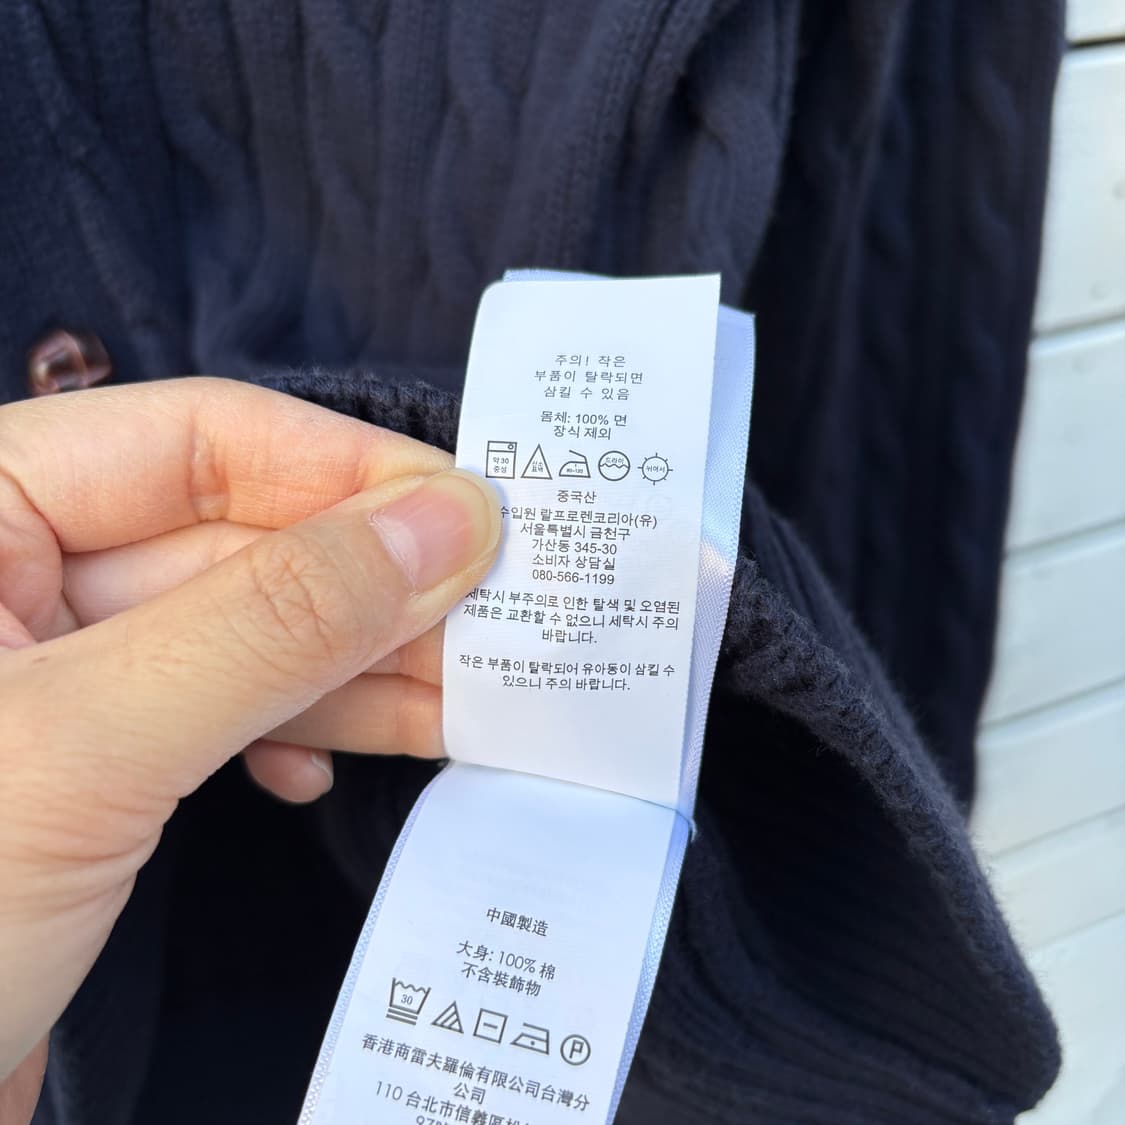 주의! 작은
부품이 탈락되면
삼킬 수 있음
몸체: 100% 면
장식 제외
약 30
중성
산소
표백
80-120
드라이
뉘어서
중국산
수입원 랄프로렌코리아(유)
서울특별시 금천구
가산동 345-30
소비자 상담실
080-566-1199
세탁시 부주의로 인한 탈색 및 오염된
제품은 교환할 수 없으니 세탁시 주의
바랍니다.
작은 부품이 탈락되어 유아동이 삼킬 수
있으니 주의 바랍니다.
中國製造
大身: 100% 棉
不含裝飾物
30
P
香港商雷夫羅倫有限公司台灣分
公司
110 台北市信義區松